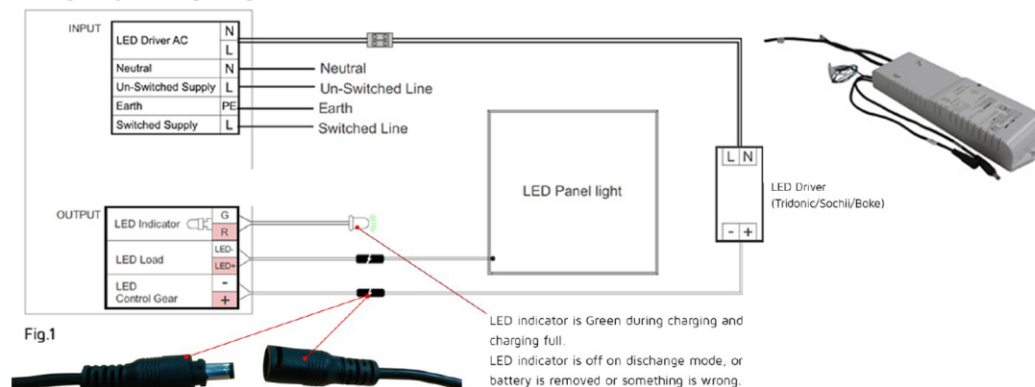 INPUT
LED Driver AC
N
L
Neutral
N
Neutral
Un-Switched Supply
L
Un-Switched Line
Earth
PE
Earth
Switched Supply
L
Switched Line
LED Panel light
L N
- +
LED Driver
(Tridonic/Sochii/Boke)
OUTPUT
LED Indicator
G
R
LED Load
LED-
LED+
LED
Control Gear
-
+
Fig.1
LED indicator is Green during charging and
charging full.
LED indicator is off on discharge mode, or
battery is removed or something is wrong.